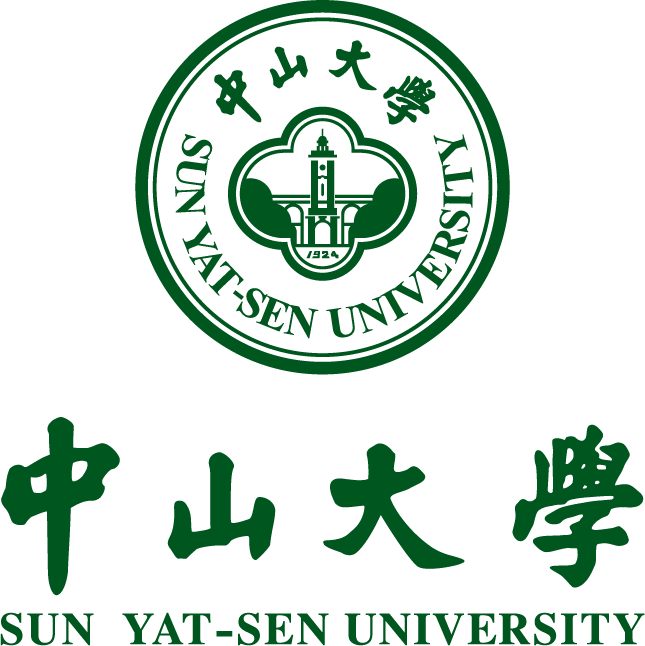 中山大學
SUN YAT-SEN UNIVERSITY
1924
中山大學
SUN YAT-SEN UNIVERSITY